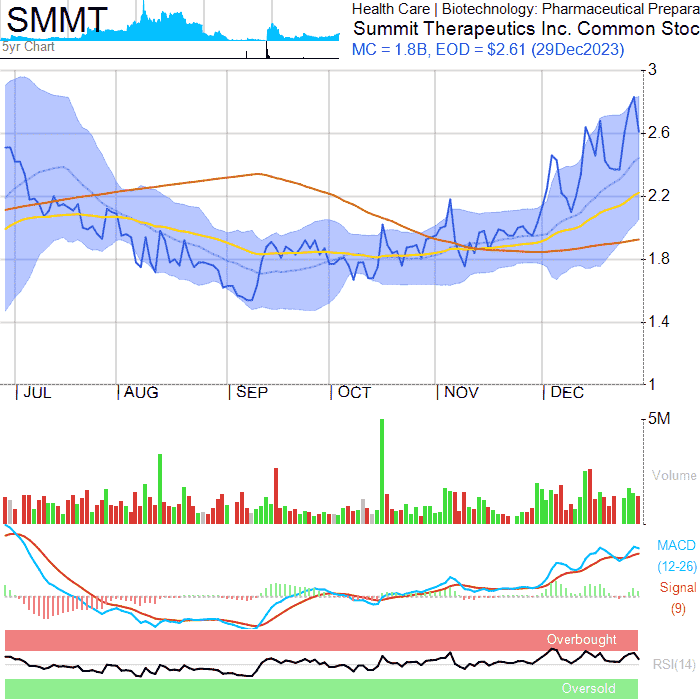 SMMT
Health Care | Biotechnology: Pharmaceutical Prepara
Summit Therapeutics Inc. Common Stoc
5yr Chart
MC = 1.8B, EOD = $2.61 (29Dec2023)
3
2.6
2.2
1.8
1.4
1
JUL AUG SEP OCT NOV DEC
5M
Volume
MACD
(12-26)
Signal
(9)
Overbought
RSI(14)
Oversold